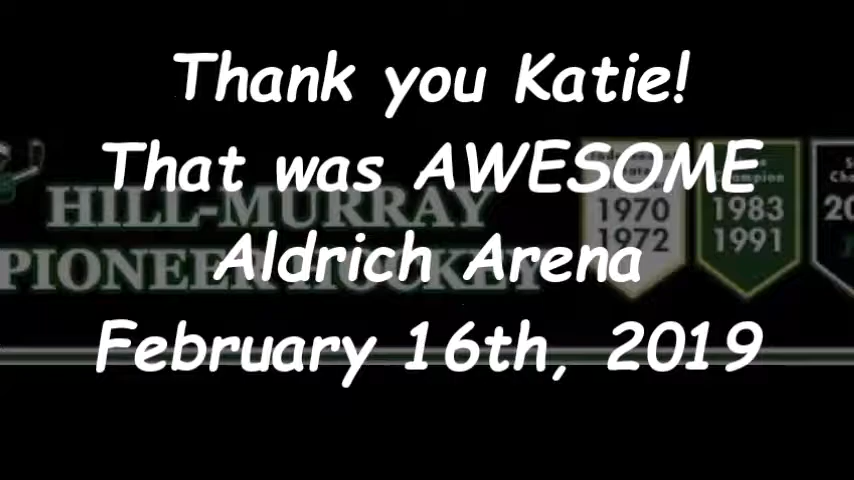 Thank you Katie!
That was AWESOME
HILL-MURRAY
PIONEER HOCKEY
1970
1972
Champion
1983
1991
Aldrich Arena
February 16th, 2019